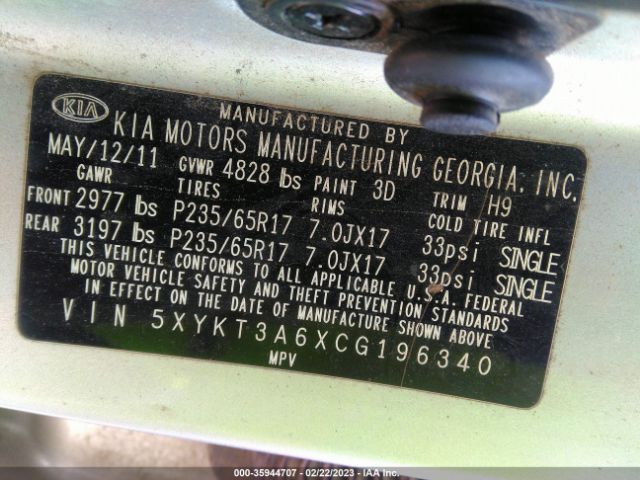 KIA
MANUFACTURED BY
KIA MOTORS MANUFACTURING GEORGIA, INC.
MAY/12/11 GVWR 4828 lbs PAINT 3D TRIM H9
GAWR TIRES RIMS COLD TIRE INFL
FRONT 2977 lbs P235/65R17 7.0JX17 33psi SINGLE
REAR 3197 lbs P235/65R17 7.0JX17 33psi SINGLE
THIS VEHICLE CONFORMS TO ALL APPLICABLE U.S.A. FEDERAL
MOTOR VEHICLE SAFETY AND THEFT PREVENTION STANDARDS
IN EFFECT ON THE DATE OF MANUFACTURE SHOWN ABOVE
VIN 5XYKT3A6XCG196340
MPV
000-35944707 - 02/22/2023 - IAA Inc.